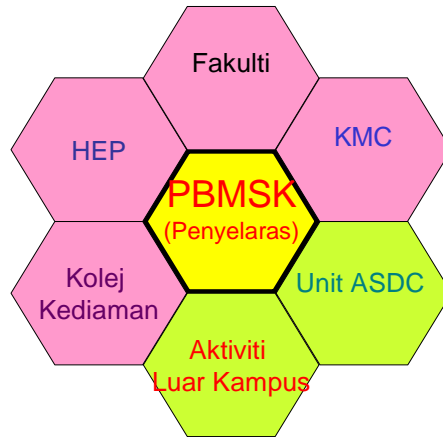 Fakulti
HEP
KMC
PBMSK
(Penyelaras)
Kolej
Kediaman
Unit ASDC
Aktiviti
Luar Kampus